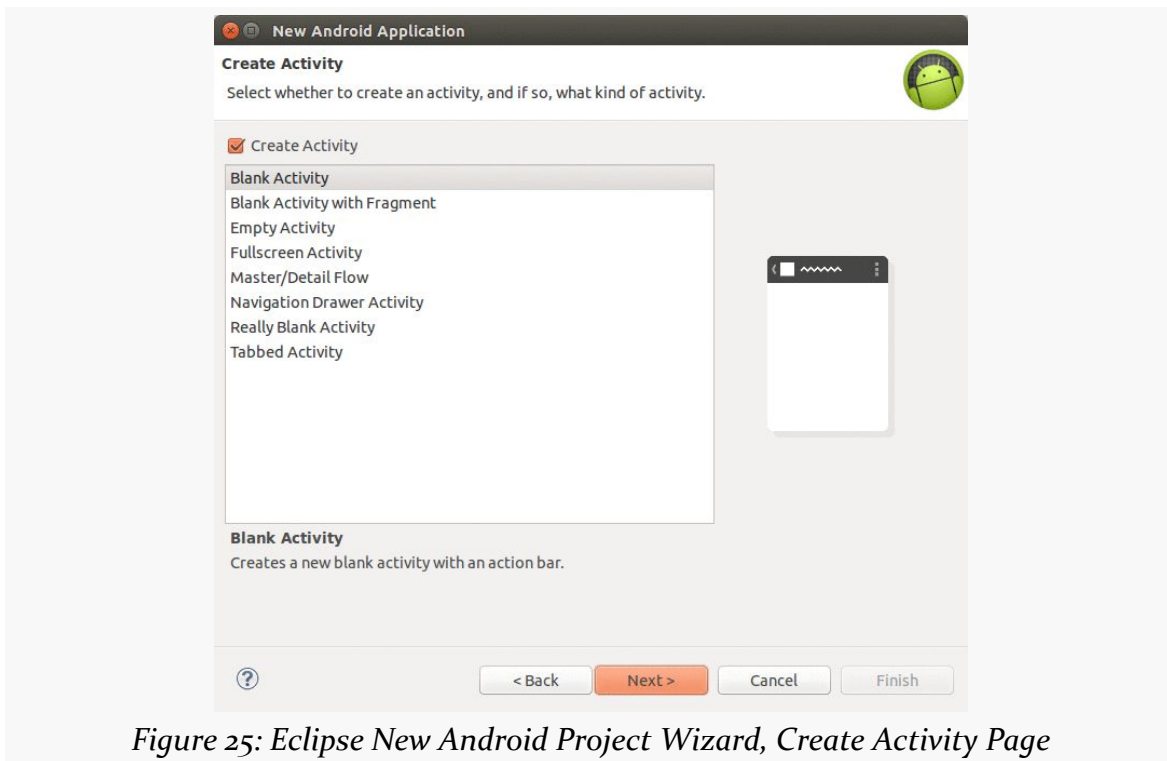 New Android Application
Create Activity
Select whether to create an activity, and if so, what kind of activity.
Create Activity
Blank Activity
Blank Activity with Fragment
Empty Activity
Fullscreen Activity
Master/Detail Flow
Navigation Drawer Activity
Really Blank Activity
Tabbed Activity
Blank Activity
Creates a new blank activity with an action bar.
? < Back Next > Cancel Finish
Figure 25: Eclipse New Android Project Wizard, Create Activity Page